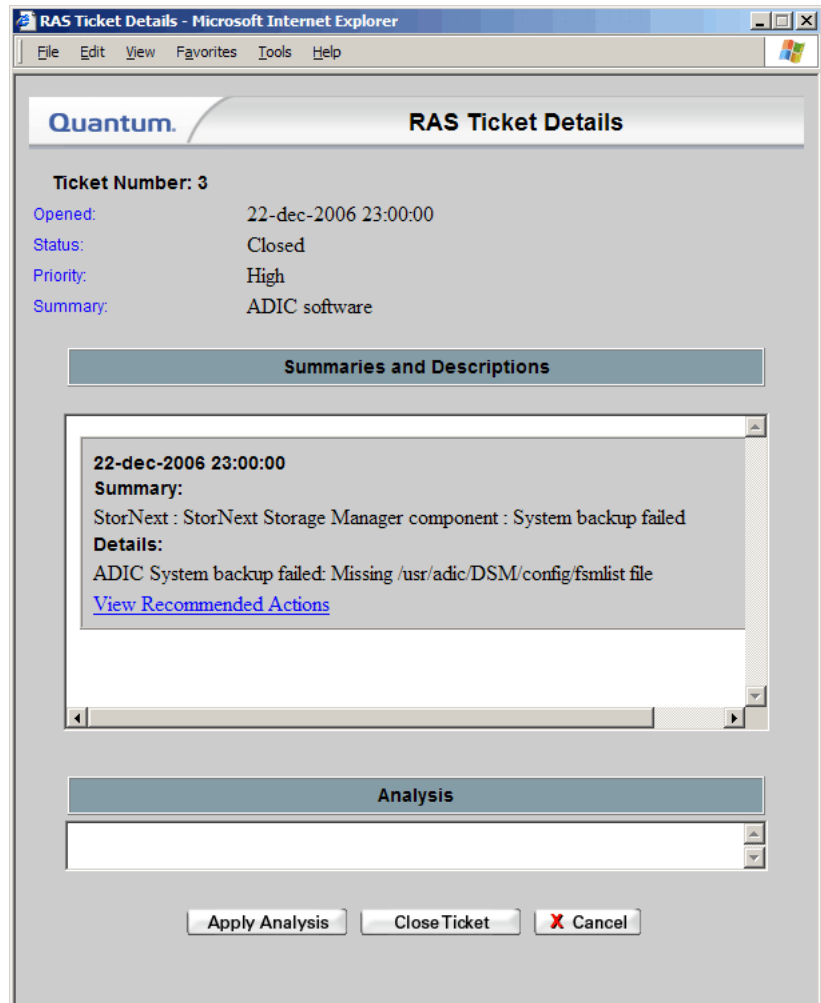 RAS Ticket Details - Microsoft Internet Explorer
File Edit View Favorites Tools Help
Quantum. RAS Ticket Details
Ticket Number: 3
Opened: 22-dec-2006 23:00:00
Status: Closed
Priority: High
Summary: ADIC software
Summaries and Descriptions
22-dec-2006 23:00:00
Summary:
StorNext : StorNext Storage Manager component : System backup failed
Details:
ADIC System backup failed: Missing /usr/adic/DSM/config/fsmlist file
View Recommended Actions
Analysis
Apply Analysis Close Ticket X Cancel